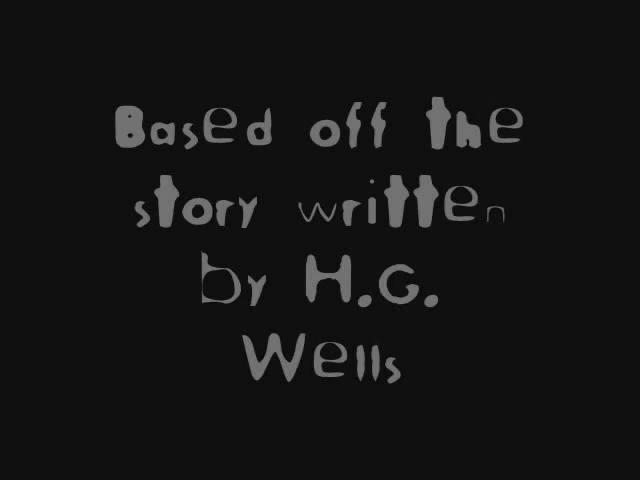 Based off the
story written
by H.G.
Wells